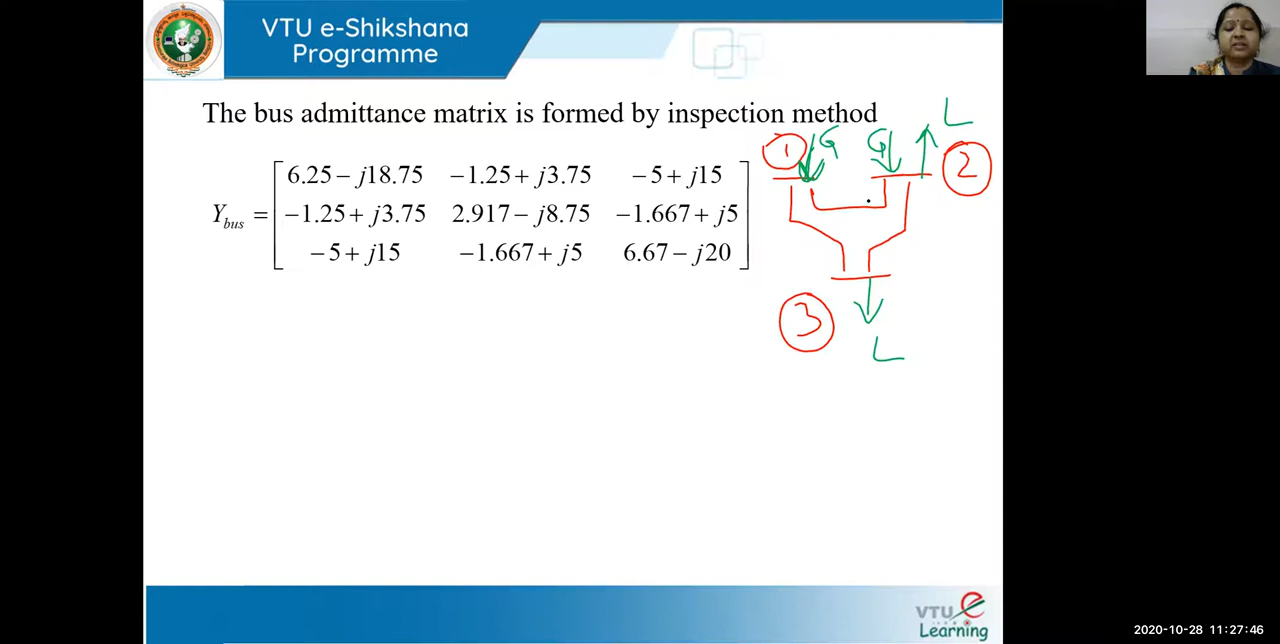 VTU e-Shikshana
Programme
The bus admittance matrix is formed by inspection method
Y_bus = [ 6.25 − j18.75   −1.25 + j3.75   −5 + j15
−1.25 + j3.75   2.917 − j8.75   −1.667 + j5
−5 + j15   −1.667 + j5   6.67 − j20 ]
1 G G L 2
3
L
VTU e
Learning
2020-10-28 11:27:46